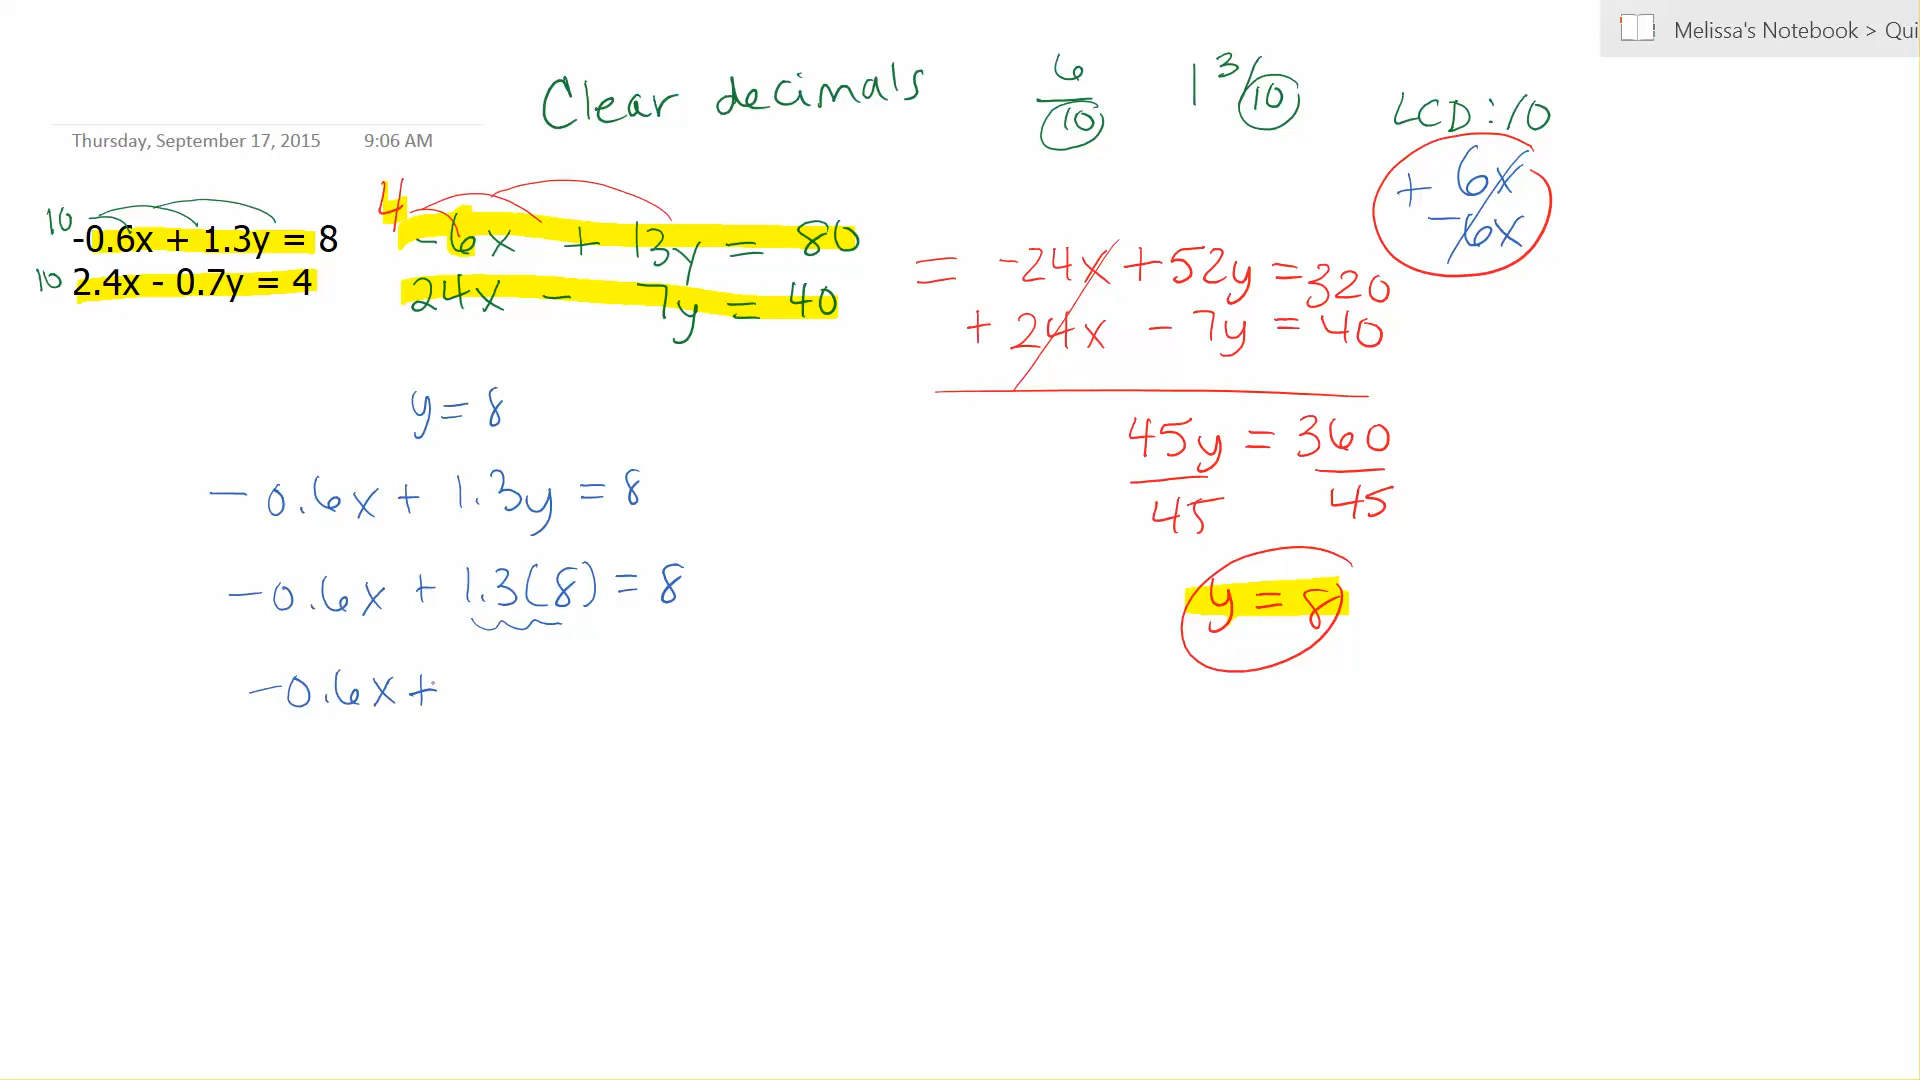 Melissa's Notebook > Qui
Clear decimals
6/10
1 3/10
LCD: 10
Thursday, September 17, 2015 9:06 AM
+ 6x
- 6x
10 -0.6x + 1.3y = 8
10 2.4x - 0.7y = 4
4 -6x + 13y = 80
24x - 7y = 40
= -24x + 52y = 320
+ 24x - 7y = 40
45y = 360
45 45
y = 8
y = 8
-0.6x + 1.3y = 8
-0.6x + 1.3(8) = 8
-0.6x +